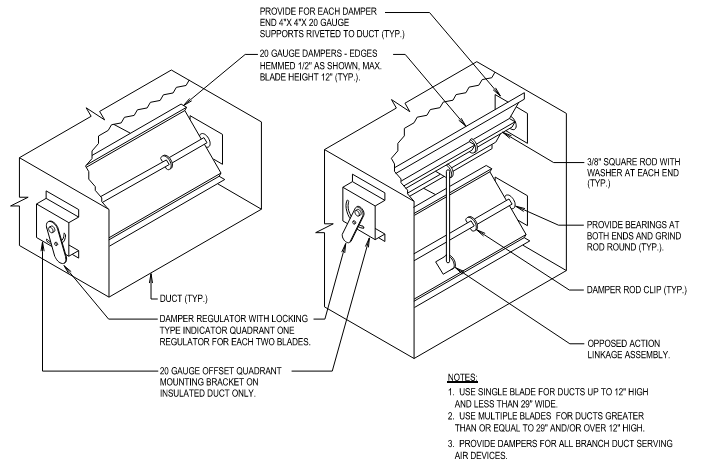 PROVIDE FOR EACH DAMPER
END 4"X 4"X 20 GAUGE
SUPPORTS RIVETED TO DUCT (TYP.)
20 GAUGE DAMPERS - EDGES
HEMMED 1/2" AS SHOWN, MAX.
BLADE HEIGHT 12" (TYP.).
3/8" SQUARE ROD WITH
WASHER AT EACH END
(TYP.)
PROVIDE BEARINGS AT
BOTH ENDS AND GRIND
ROD ROUND (TYP.).
DAMPER ROD CLIP (TYP.)
OPPOSED ACTION
LINKAGE ASSEMBLY.
DUCT (TYP.)
DAMPER REGULATOR WITH LOCKING
TYPE INDICATOR QUADRANT ONE
REGULATOR FOR EACH TWO BLADES.
20 GAUGE OFFSET QUADRANT
MOUNTING BRACKET ON
INSULATED DUCT ONLY.
NOTES:
1. USE SINGLE BLADE FOR DUCTS UP TO 12" HIGH
AND LESS THAN 29" WIDE.
2. USE MULTIPLE BLADES FOR DUCTS GREATER
THAN OR EQUAL TO 29" AND/OR OVER 12" HIGH.
3. PROVIDE DAMPERS FOR ALL BRANCH DUCT SERVING
AIR DEVICES.